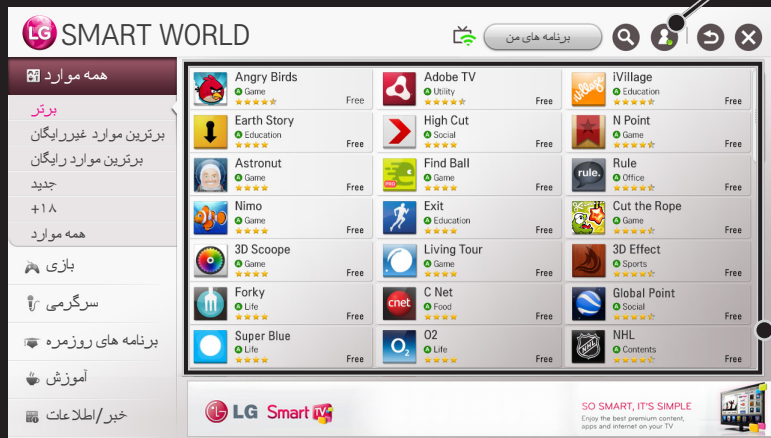 LG SMART WORLD
برنامه های من
همه موارد
برتر
برترین موارد غیررایگان
برترین موارد رایگان
جدید
+۱۸
همه موارد
بازی
سرگرمی
برنامه های روزمره
آموزش
خبر/اطلاعات
Angry Birds
A Game
Free
Adobe TV
A Utility
Free
iVillage
iVillage
A Education
Free
Earth Story
A Education
Free
High Cut
A Social
Free
N Point
A Game
Free
Astronut
A Game
Free
PRO
Find Ball
A Game
Free
rule.
Rule
A Office
Free
Nimo
A Game
Free
Exit
A Education
Free
Cut the Rope
A Game
Free
3D Scoope
A Game
Free
Living Tour
A Game
Free
3D Effect
A Sports
Free
Forky
A Life
Free
cnet
C Net
A Food
Free
Global Point
A Social
Free
Super Blue
A Life
Free
O2
O2
A Life
Free
NHL
NHL
A Contents
Free
LG Smart TV
SO SMART, IT'S SIMPLE
Enjoy the best premium content,
apps and internet on your TV